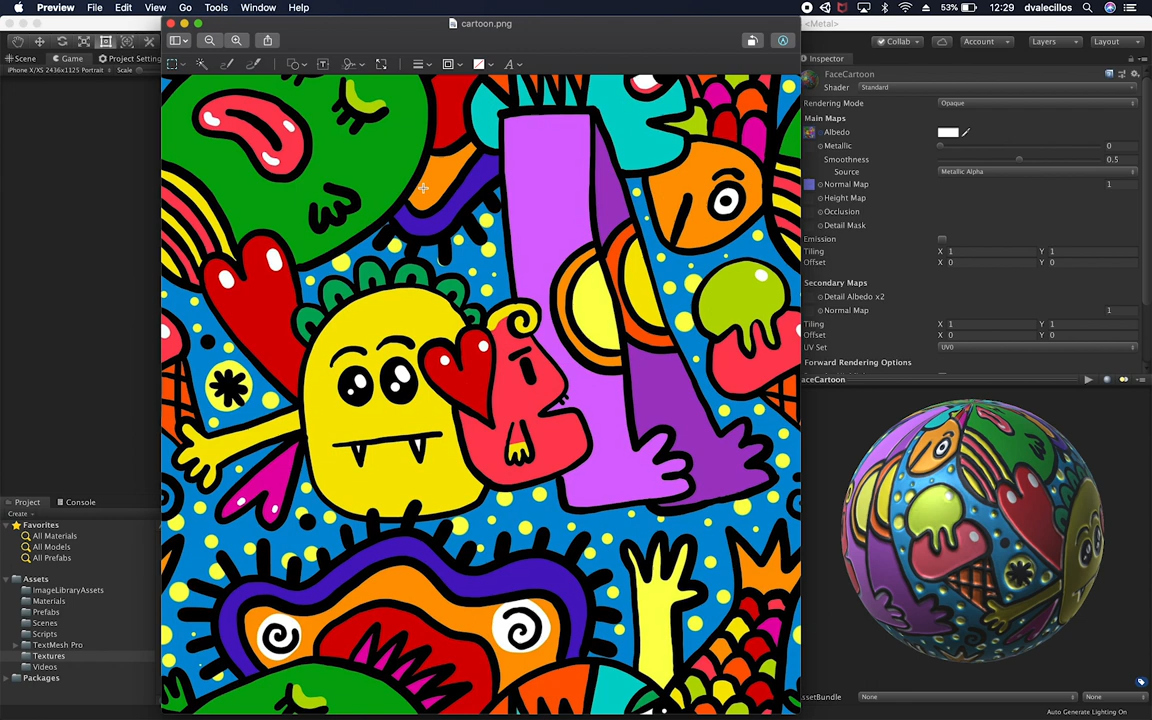 Preview File Edit View Go Tools Window Help 53% 12:29 dvalecillos
cartoon.png
<Metal>
Collab Account Layers Layout
Scene Game Project Setting
iPhone X/XS 2436x1125 Portrait Scale
Inspector
FaceCartoon
Shader Standard
Rendering Mode Opaque
Main Maps
Albedo
Metallic 0
Smoothness 0.5
Source Metallic Alpha
Normal Map 1
Height Map
Occlusion
Detail Mask
Emission
Tiling X 1 Y 1
Offset X 0 Y 0
Secondary Maps
Detail Albedo x2
Normal Map 1
Tiling X 1 Y 1
Offset X 0 Y 0
UV Set UV0
Forward Rendering Options
aceCartoon
Project Console
Create
Favorites
All Materials
All Models
All Prefabs
Assets
ImageLibraryAssets
Materials
Prefabs
Scenes
Scripts
TextMesh Pro
Textures
Videos
Packages
AssetBundle None None
Auto Generate Lighting On